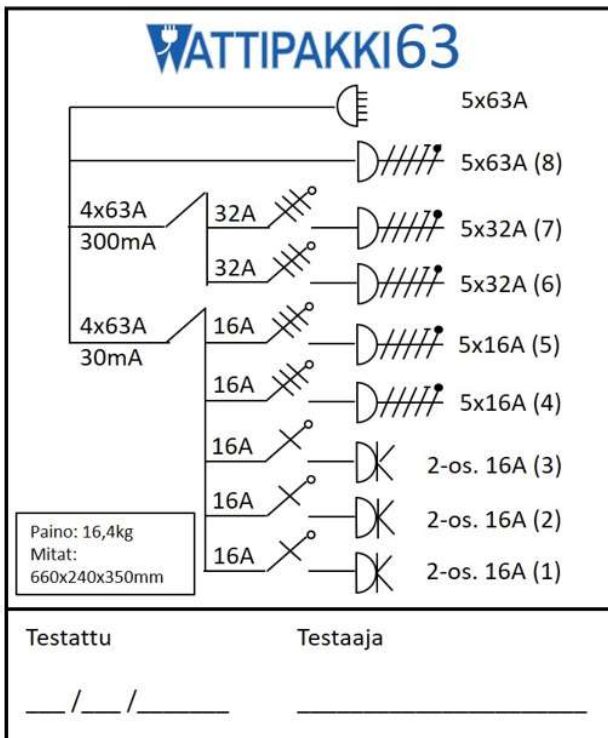 WATTIPAKKI63
5x63A
5x63A (8)
4x63A
300mA
32A
5x32A (7)
32A
5x32A (6)
4x63A
30mA
16A
5x16A (5)
16A
5x16A (4)
16A
2-os. 16A (3)
16A
2-os. 16A (2)
16A
2-os. 16A (1)
Paino: 16,4kg
Mitat:
660x240x350mm
Testattu Testaaja
___ /___ /_______ ______________________